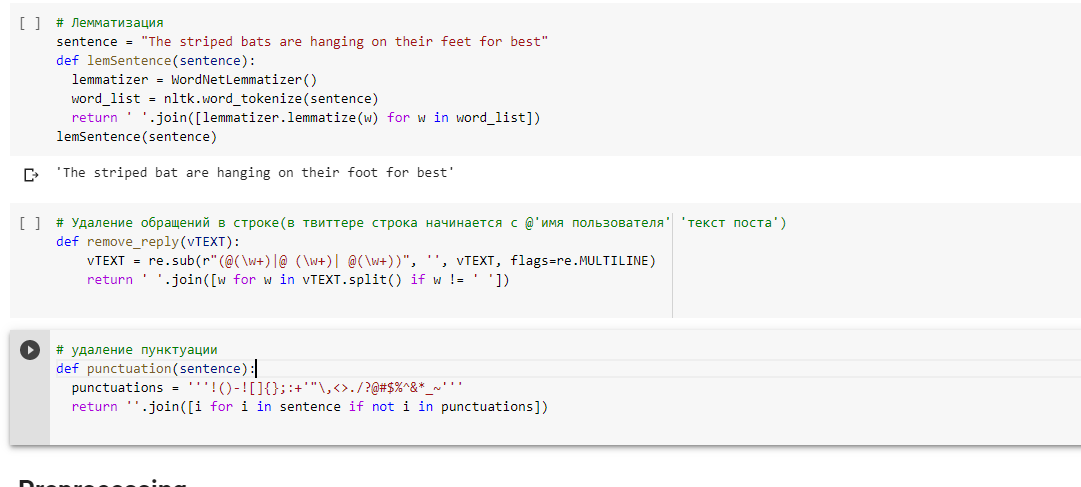 [ ] # Лемматизация
sentence = "The striped bats are hanging on their feet for best"
def lemSentence(sentence):
  lemmatizer = WordNetLemmatizer()
  word_list = nltk.word_tokenize(sentence)
  return ' '.join([lemmatizer.lemmatize(w) for w in word_list])
lemSentence(sentence)
'The striped bat are hanging on their foot for best'
[ ] # Удаление обращений в строке(в твиттере строка начинается с @'имя пользователя' 'текст поста')
def remove_reply(vTEXT):
    vTEXT = re.sub(r"(@(\w+)|@ (\w+)| @(\w+))", '', vTEXT, flags=re.MULTILINE)
    return ' '.join([w for w in vTEXT.split() if w != ' '])
# удаление пунктуации
def punctuation(sentence):
  punctuations = '''!()-![]{};:+'"\,<>./?@#$%^&*_~'''
  return ''.join([i for i in sentence if not i in punctuations])
Preprocessing